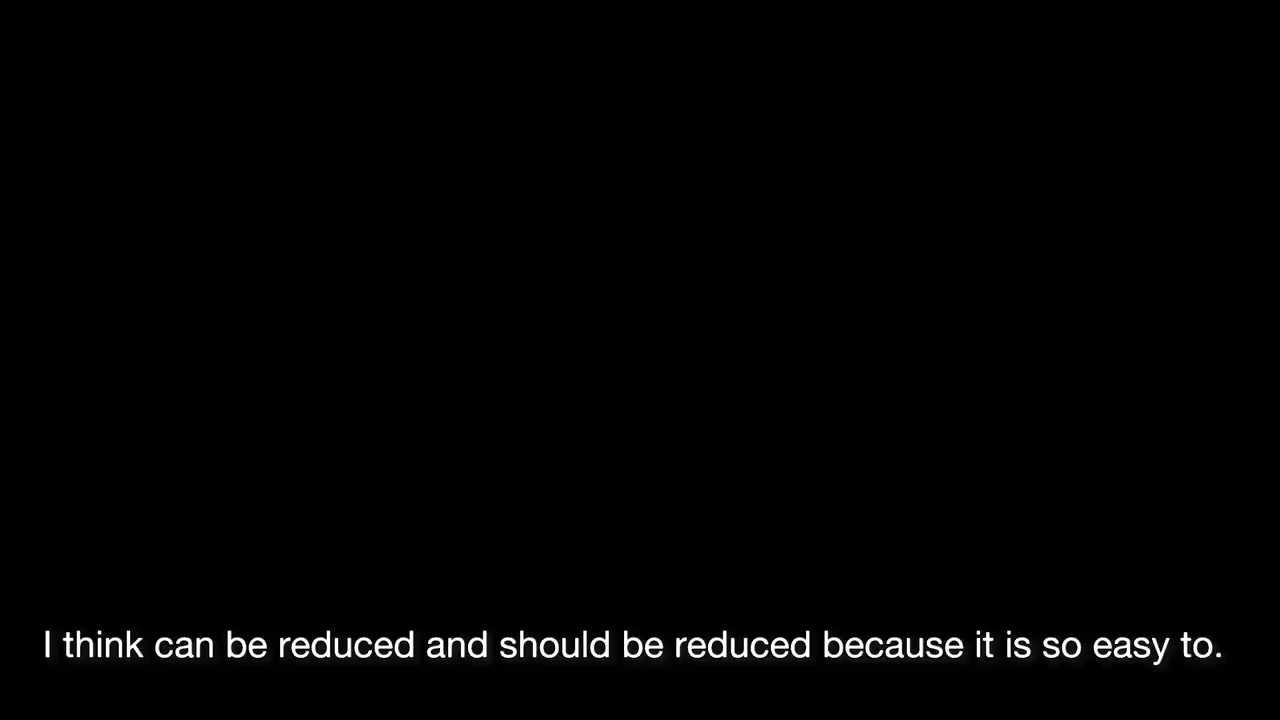 I think can be reduced and should be reduced because it is so easy to.